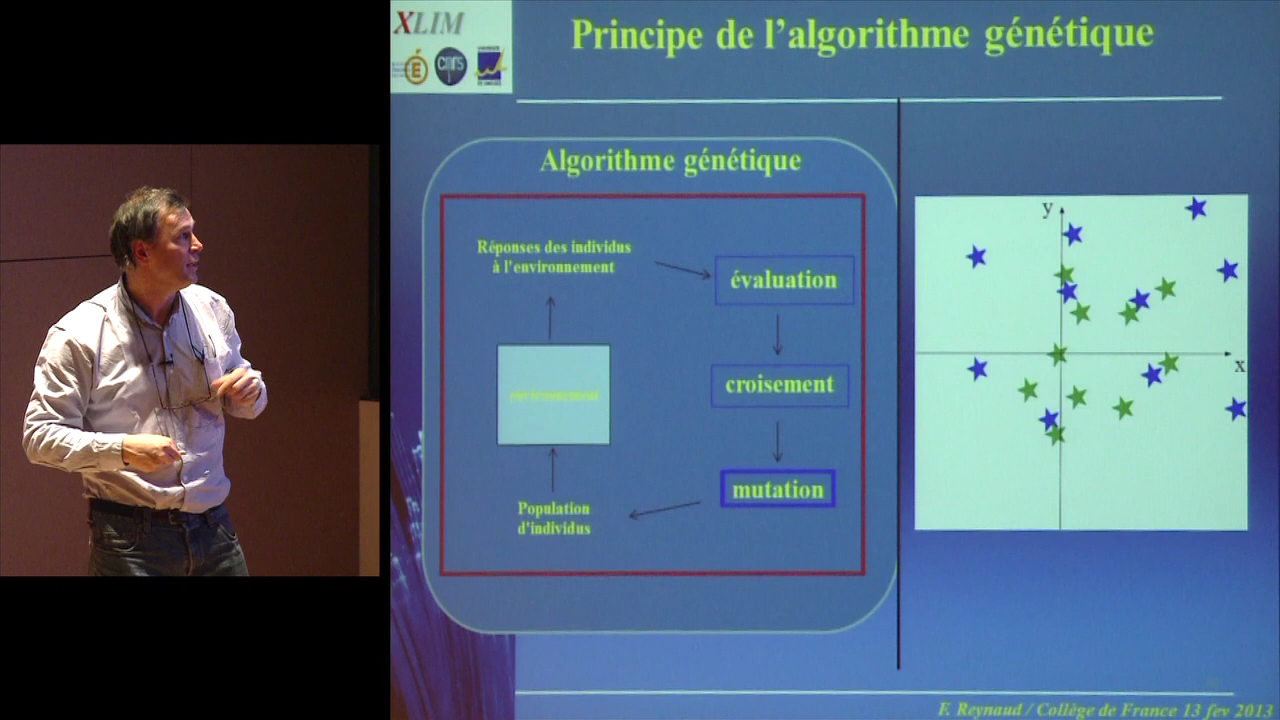 XLIM
cnrs
Principe de l'algorithme génétique
Algorithme génétique
Réponses des individus
à l'environnement
évaluation
croisement
mutation
Population
d'individus
y
x
F. Reynaud / Collège de France 13 fev 2013